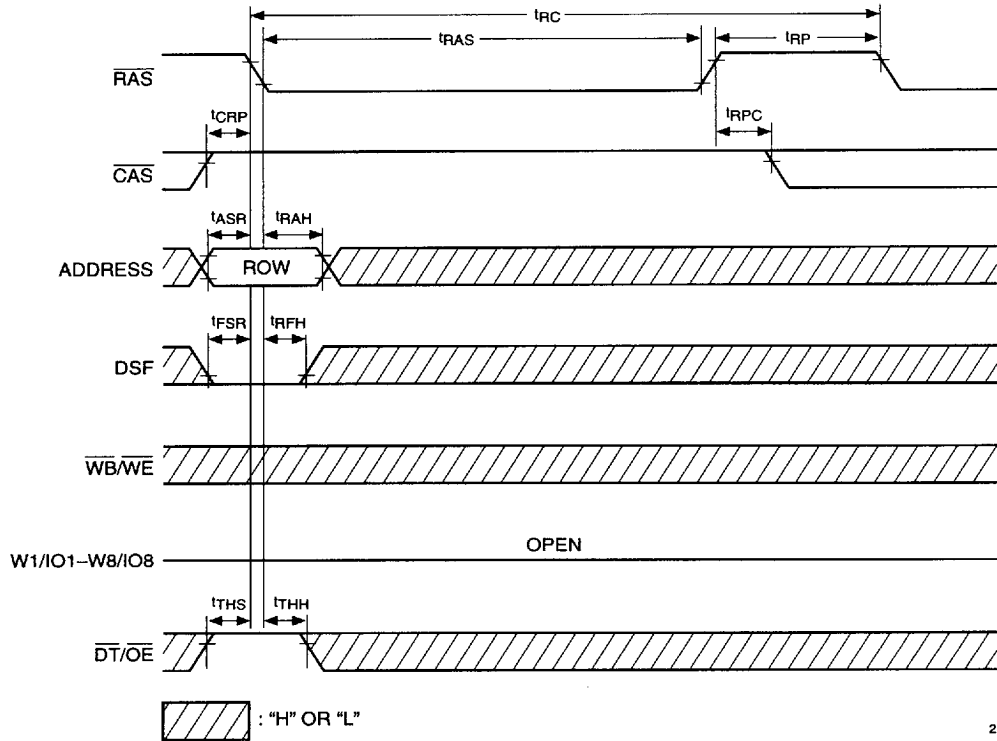 tRC
tRAS
tRP
RAS
tCRP
tRPC
CAS
tASR
tRAH
ADDRESS
ROW
tFSR
tRFH
DSF
WB/WE
OPEN
W1/IO1–W8/IO8
tTHS
tTHH
DT/OE
: "H" OR "L"
2